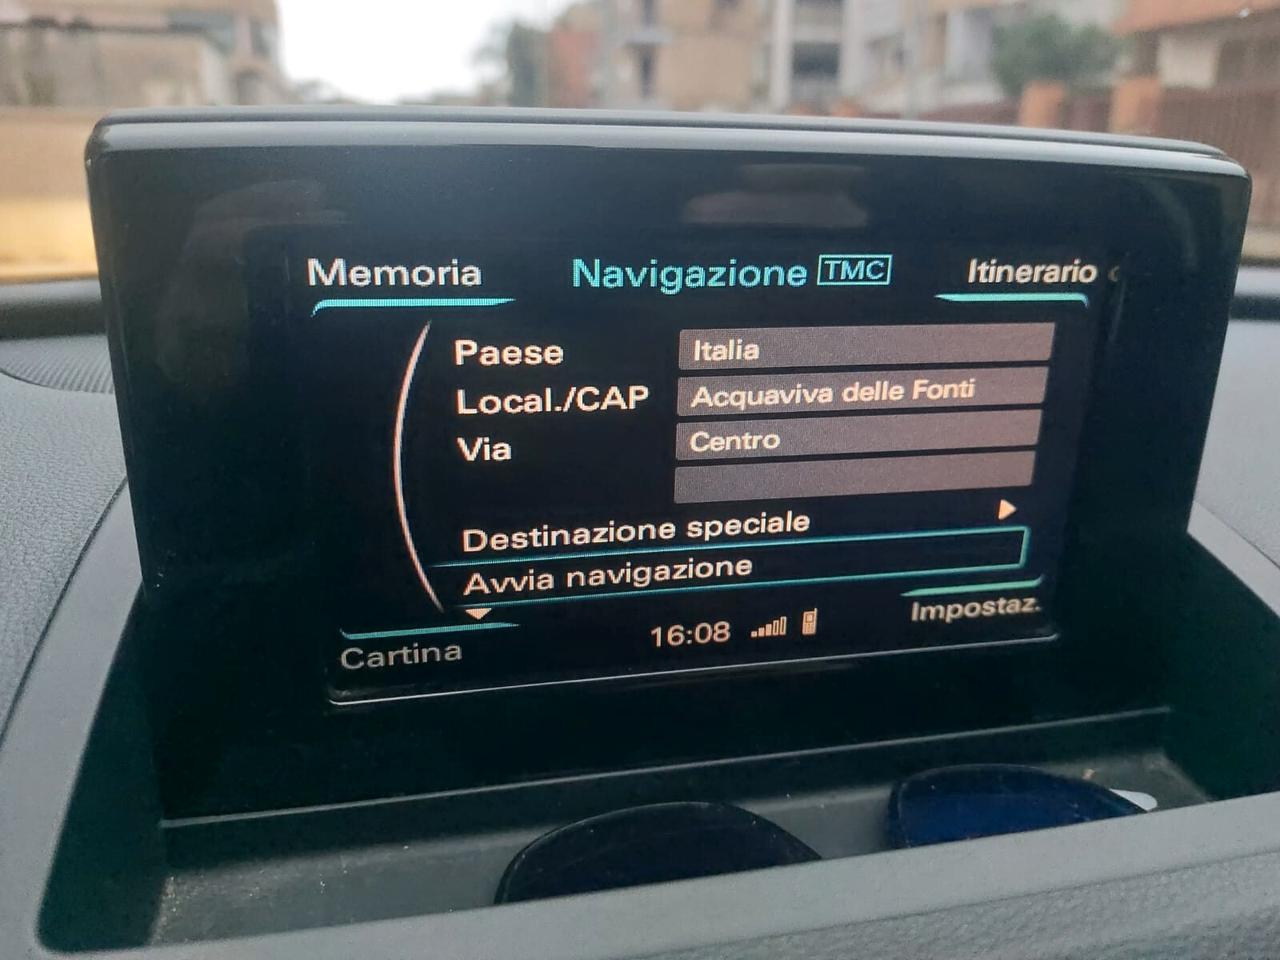 Memoria Navigazione TMC Itinerario
Paese Italia
Local./CAP Acquaviva delle Fonti
Via Centro
Destinazione speciale
Avvia navigazione
Cartina 16:08 Impostaz.